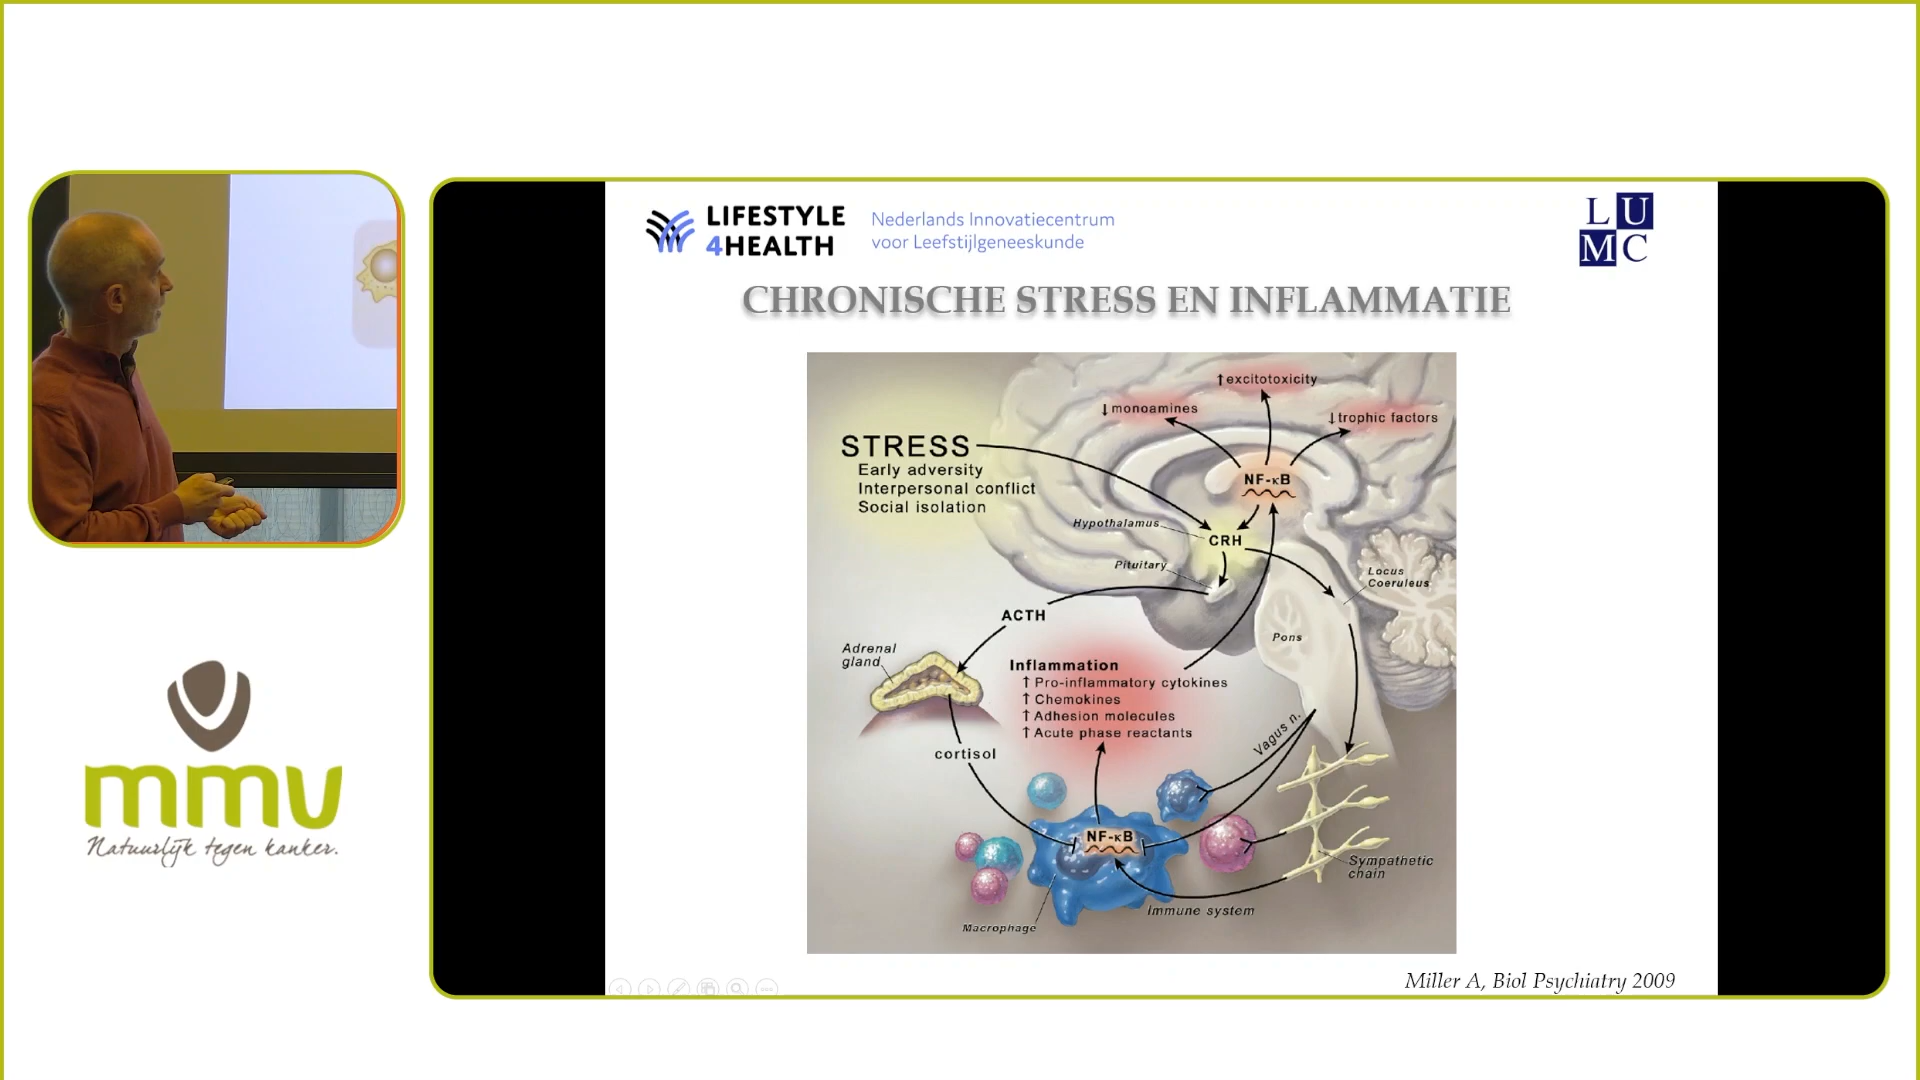 LIFESTYLE
4HEALTH
Nederlands Innovatiecentrum
voor Leefstijlgeneeskunde
L U
M C
CHRONISCHE STRESS EN INFLAMMATIE
↑excitotoxicity
↓monoamines
↓trophic factors
STRESS
Early adversity
Interpersonal conflict
Social isolation
NF-κB
Hypothalamus
CRH
Pituitary
Locus
Coeruleus
ACTH
Pons
Adrenal
gland
Inflammation
↑ Pro-inflammatory cytokines
↑ Chemokines
↑ Adhesion molecules
↑ Acute phase reactants
Vagus n.
cortisol
NF-κB
Sympathetic
chain
Immune system
Macrophage
Miller A, Biol Psychiatry 2009
mmv
Natuurlijk tegen kanker.